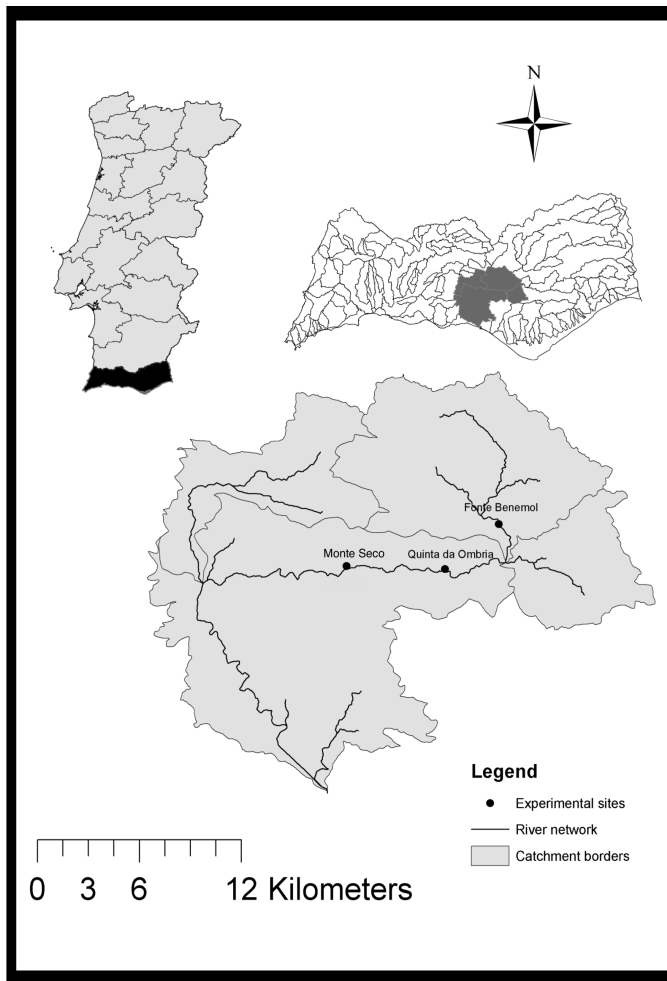 N
Fonte Benemol
Monte Seco
Quinta da Ombria
Legend
Experimental sites
River network
Catchment borders
0 3 6 12 Kilometers